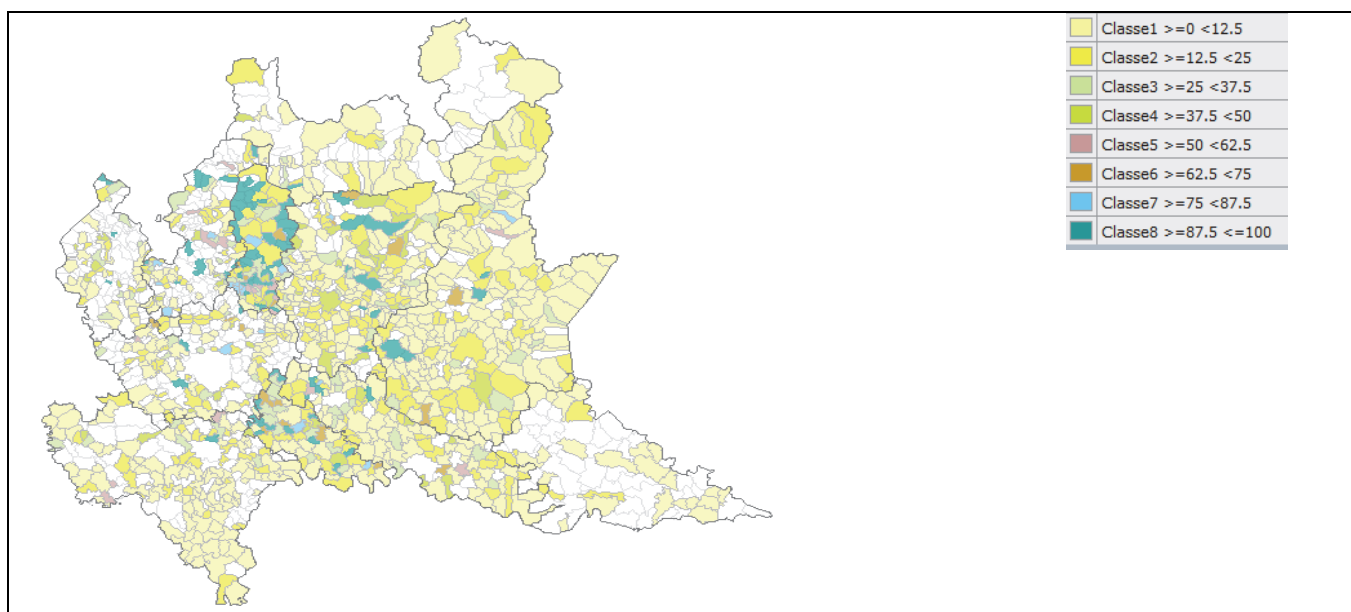 Classe1 >=0 <12.5
Classe2 >=12.5 <25
Classe3 >=25 <37.5
Classe4 >=37.5 <50
Classe5 >=50 <62.5
Classe6 >=62.5 <75
Classe7 >=75 <87.5
Classe8 >=87.5 <=100